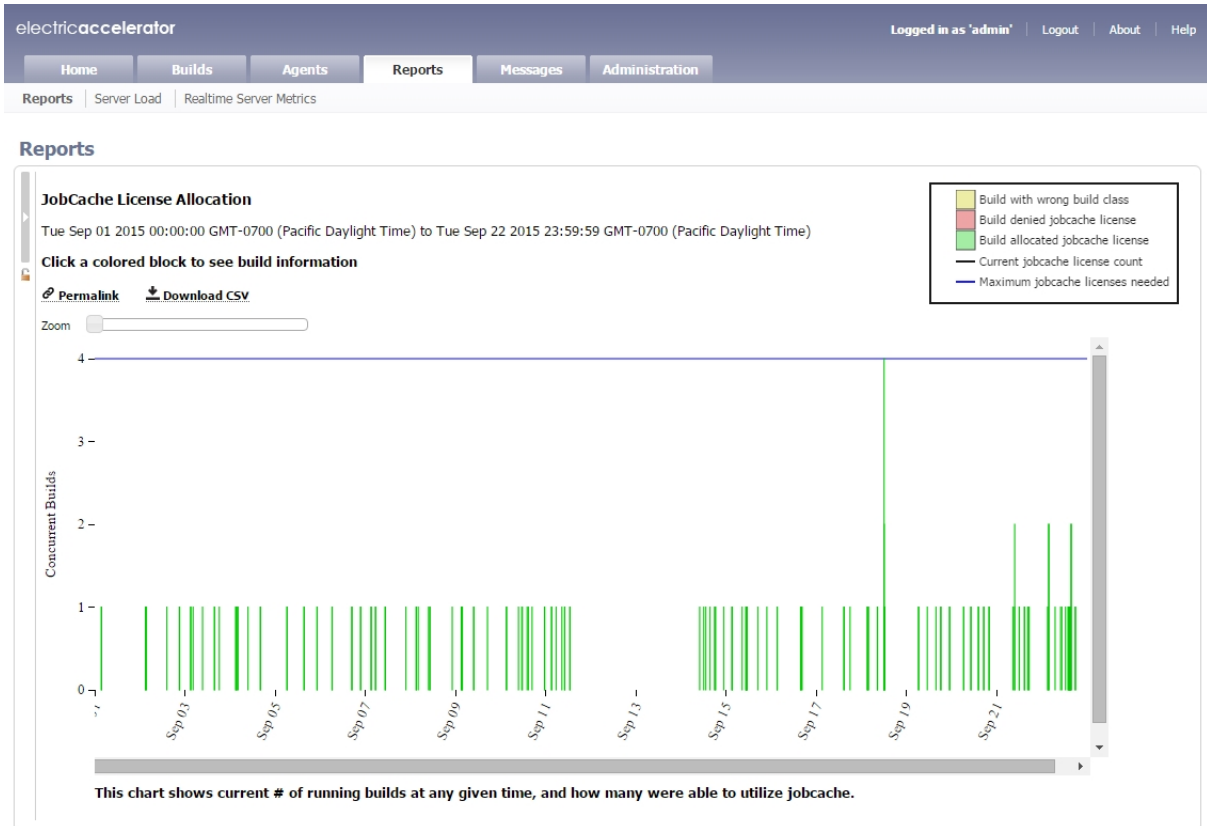 electricaccelerator
Logged in as 'admin' Logout About Help
Home Builds Agents Reports Messages Administration
Reports Server Load Realtime Server Metrics
Reports
JobCache License Allocation
Tue Sep 01 2015 00:00:00 GMT-0700 (Pacific Daylight Time) to Tue Sep 22 2015 23:59:59 GMT-0700 (Pacific Daylight Time)
Click a colored block to see build information
Permalink Download CSV
Zoom
Build with wrong build class
Build denied jobcache license
Build allocated jobcache license
Current jobcache license count
Maximum jobcache licenses needed
4
3
2
1
0
Concurrent Builds
Sep 03 Sep 05 Sep 07 Sep 09 Sep 11 Sep 13 Sep 15 Sep 17 Sep 19 Sep 21
This chart shows current # of running builds at any given time, and how many were able to utilize jobcache.